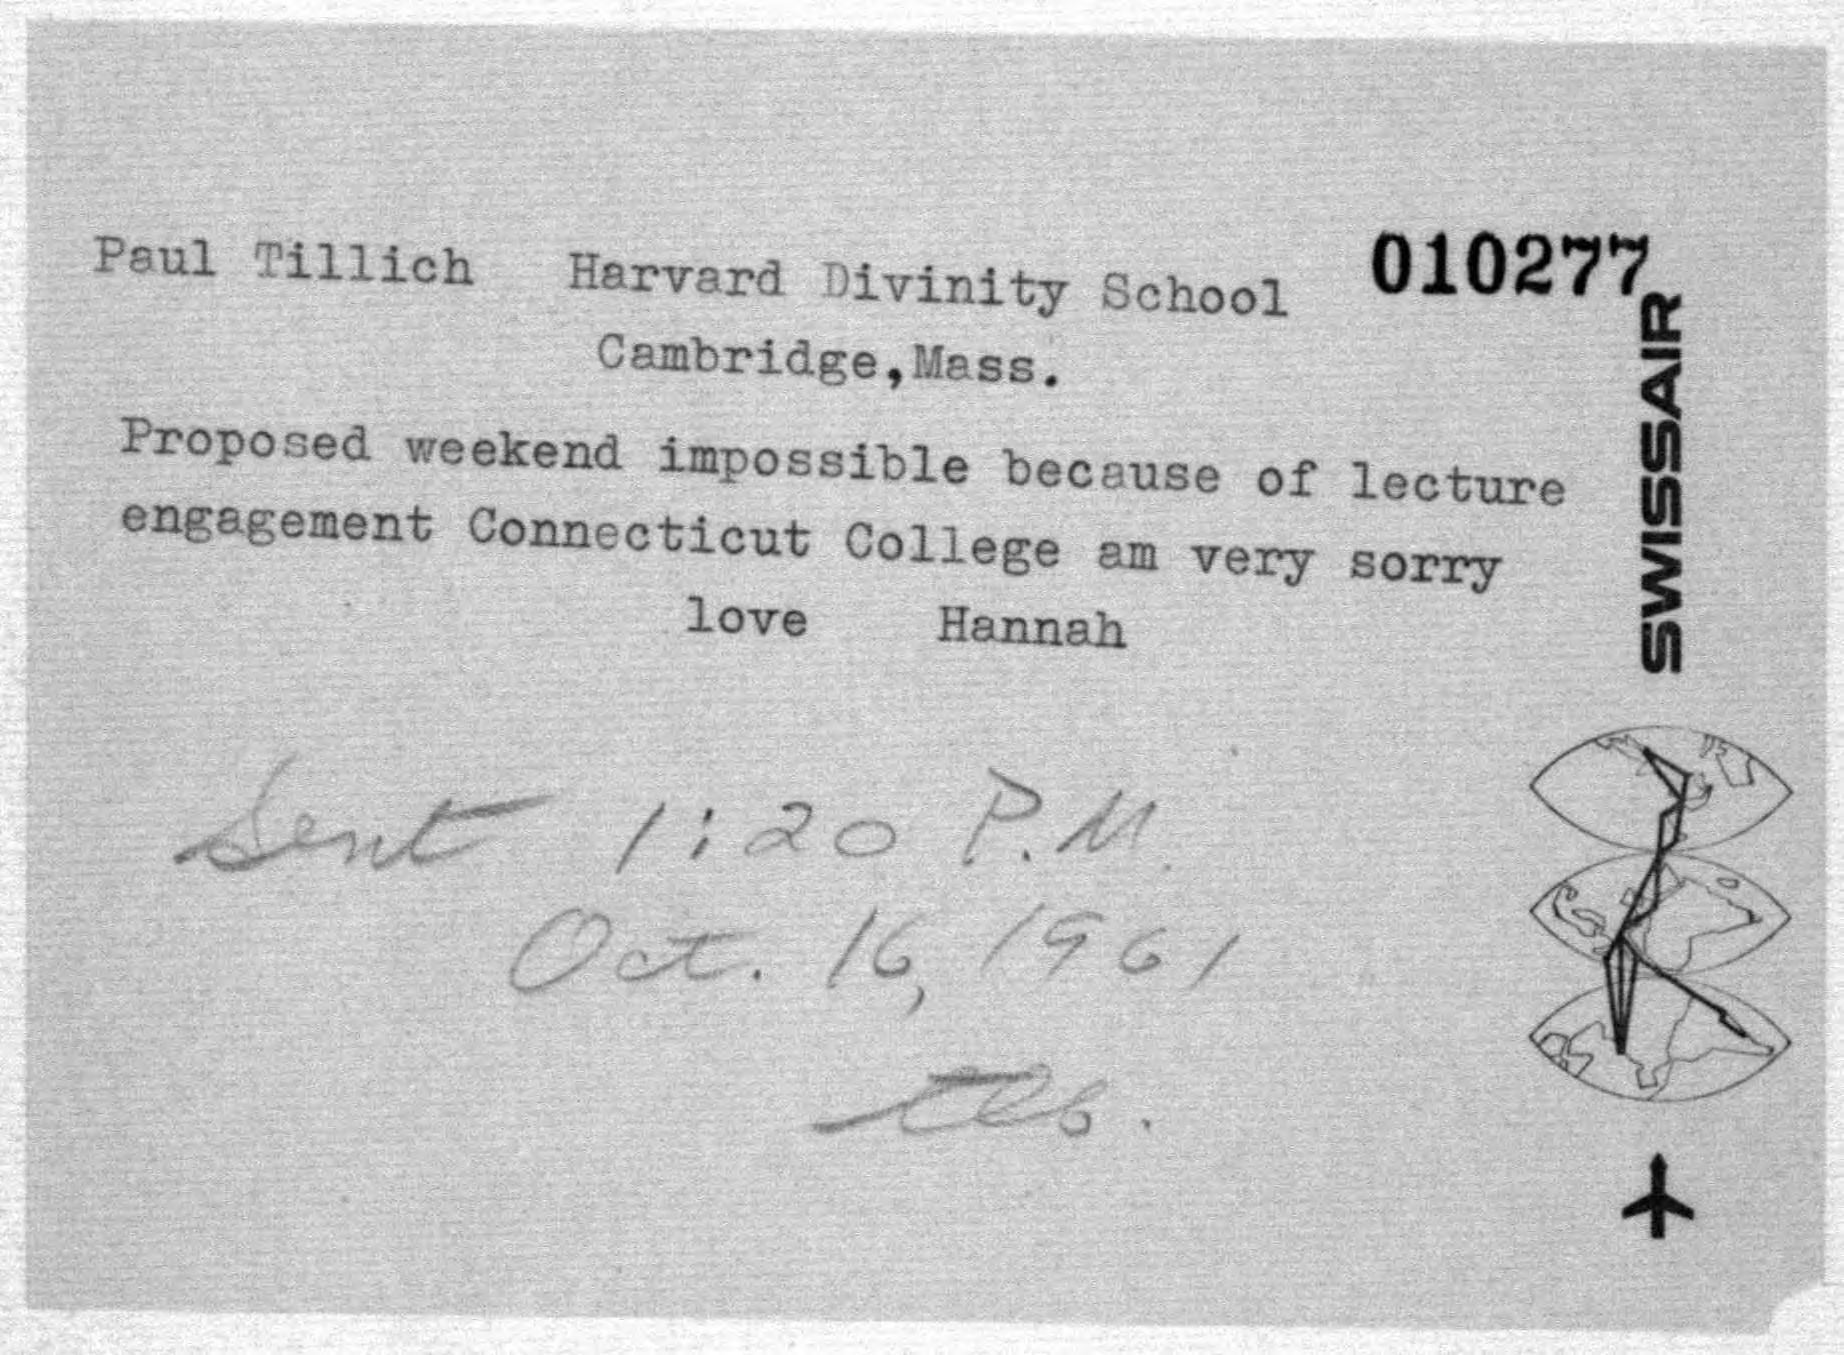 Paul Tillich Harvard Divinity School 010277
Cambridge,Mass.
Proposed weekend impossible because of lecture
engagement Connecticut College am very sorry
love Hannah
Sent 1:20 P.M.
Oct. 16, 1961
SWISSAIR